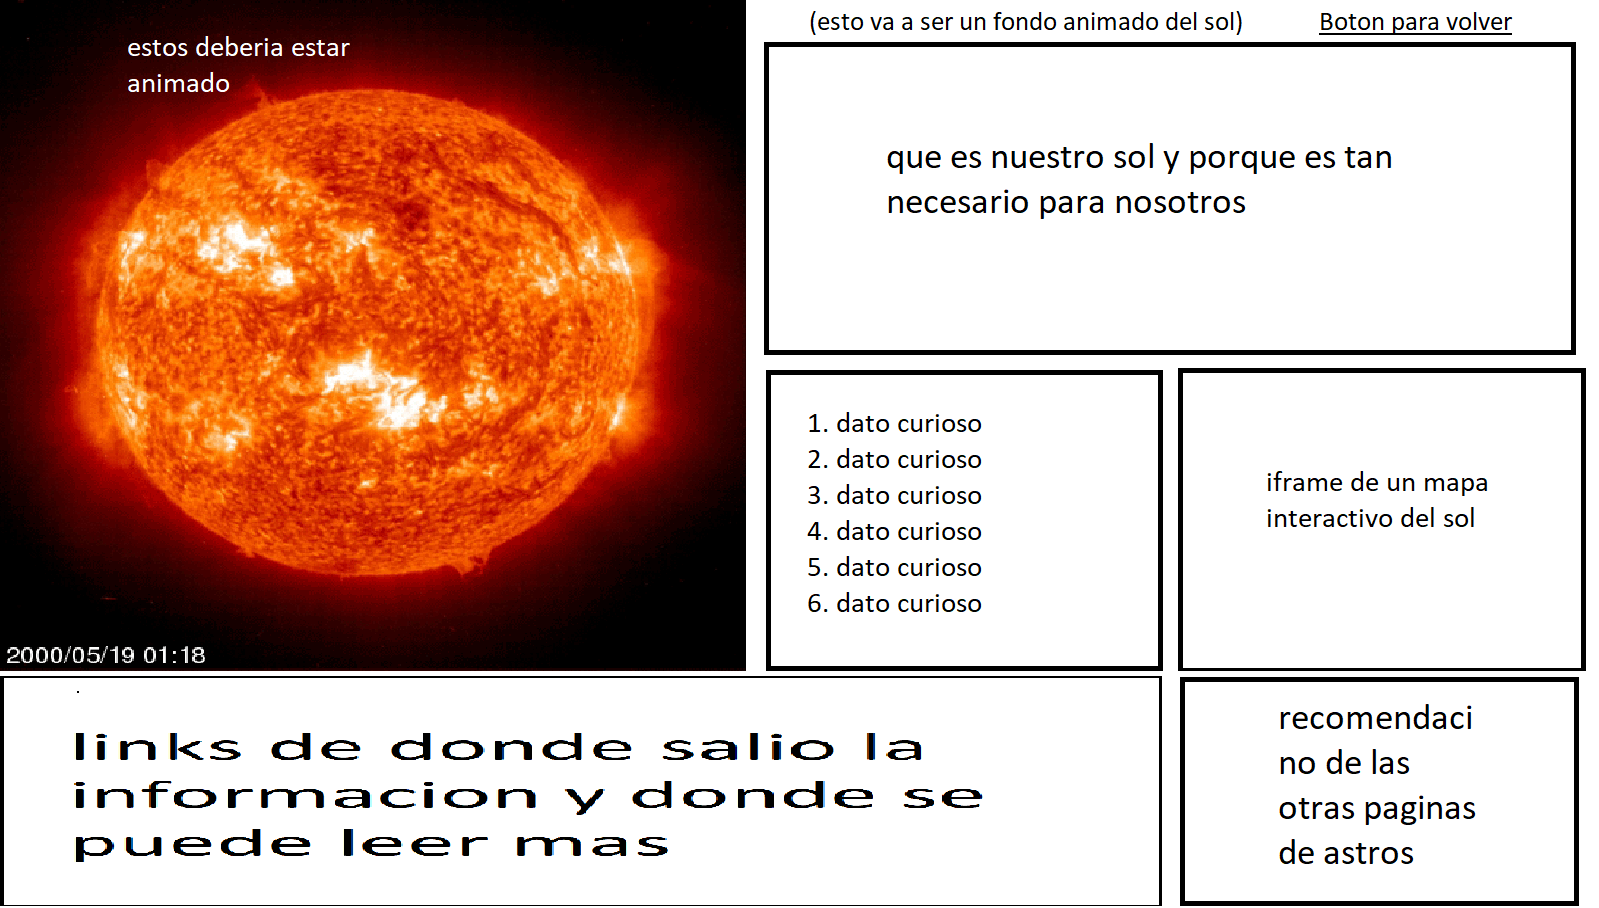 estos deberia estar
animado
(esto va a ser un fondo animado del sol)
Boton para volver
que es nuestro sol y porque es tan
necesario para nosotros
1. dato curioso
2. dato curioso
3. dato curioso
4. dato curioso
5. dato curioso
6. dato curioso
iframe de un mapa
interactivo del sol
2000/05/19 01:18
links de donde salio la
informacion y donde se
puede leer mas
recomendaci
no de las
otras paginas
de astros